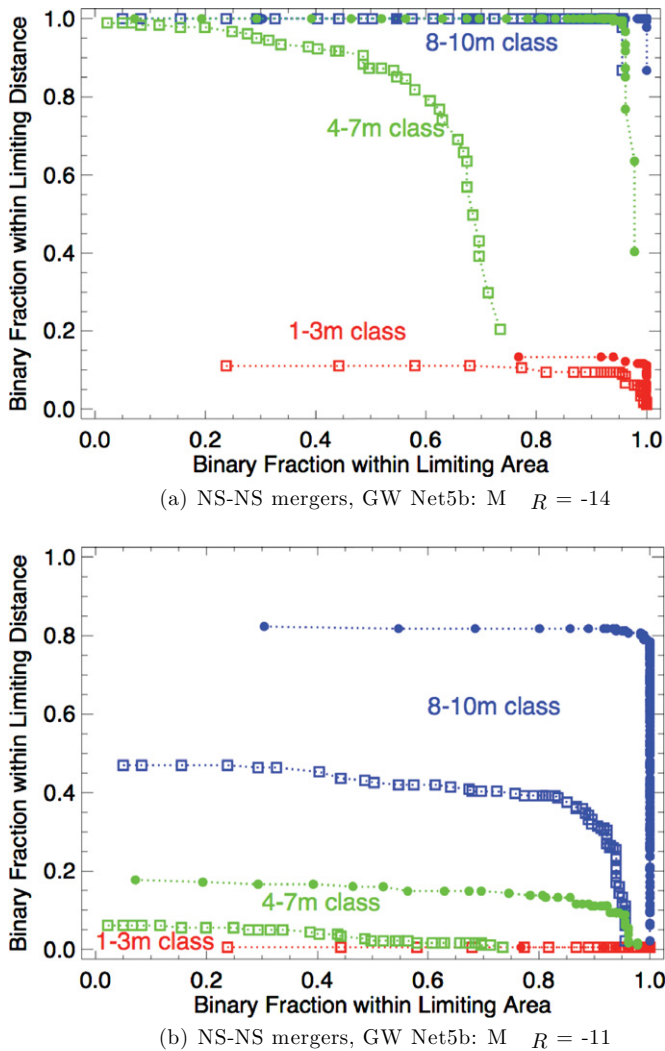 1.0
0.8
0.6
0.4
0.2
0.0
Binary Fraction within Limiting Distance
8-10m class
4-7m class
1-3m class
0.0 0.2 0.4 0.6 0.8 1.0
Binary Fraction within Limiting Area
(a) NS-NS mergers, GW Net5b: M R = -14
1.0
0.8
0.6
0.4
0.2
0.0
Binary Fraction within Limiting Distance
8-10m class
4-7m class
1-3m class
0.0 0.2 0.4 0.6 0.8 1.0
Binary Fraction within Limiting Area
(b) NS-NS mergers, GW Net5b: M R = -11